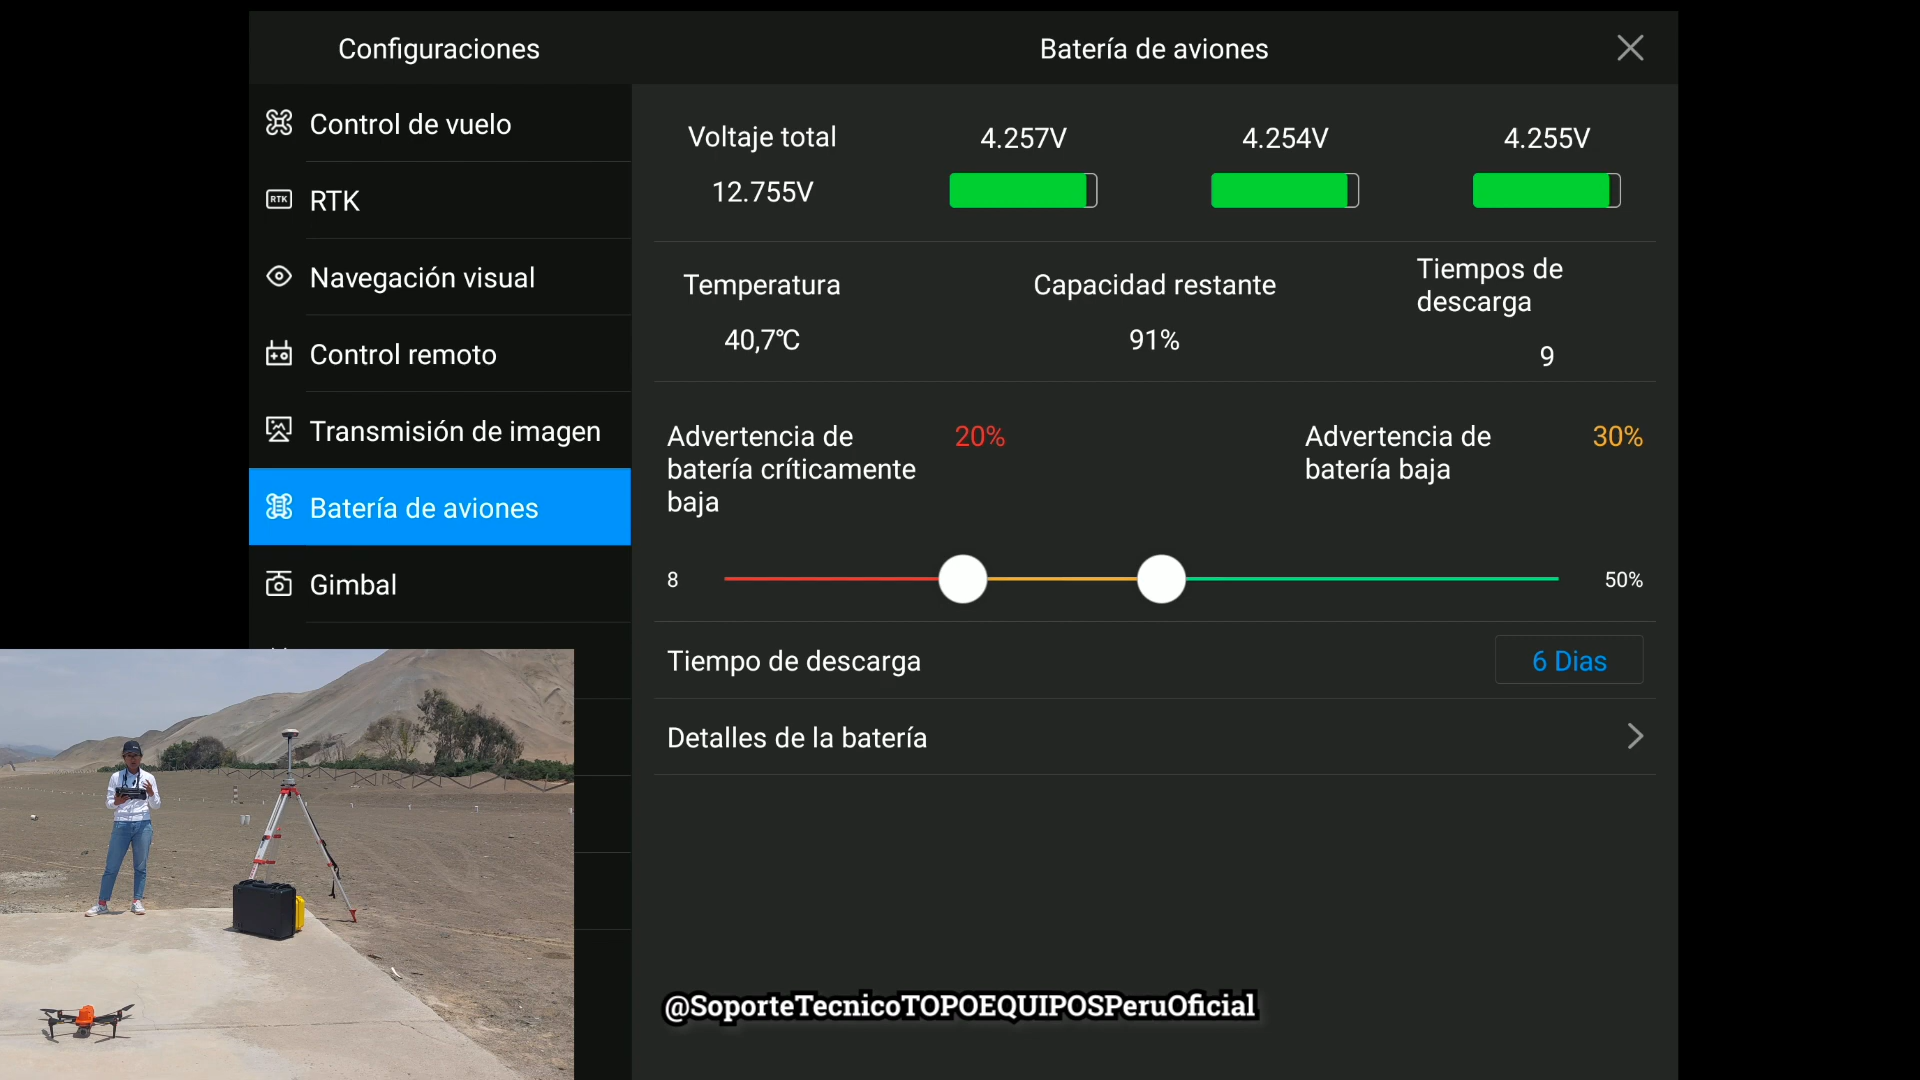 Configuraciones
Batería de aviones
Control de vuelo
RTK
RTK
Navegación visual
Control remoto
Transmisión de imagen
Batería de aviones
Gimbal
Voltaje total
12.755V
4.257V
4.254V
4.255V
Temperatura
40,7℃
Capacidad restante
91%
Tiempos de
descarga
9
Advertencia de
batería críticamente
baja
20%
Advertencia de
batería baja
30%
8
50%
Tiempo de descarga
6 Dias
Detalles de la batería
@SoporteTecnicoTOPOEQUIPOSPeruOficial